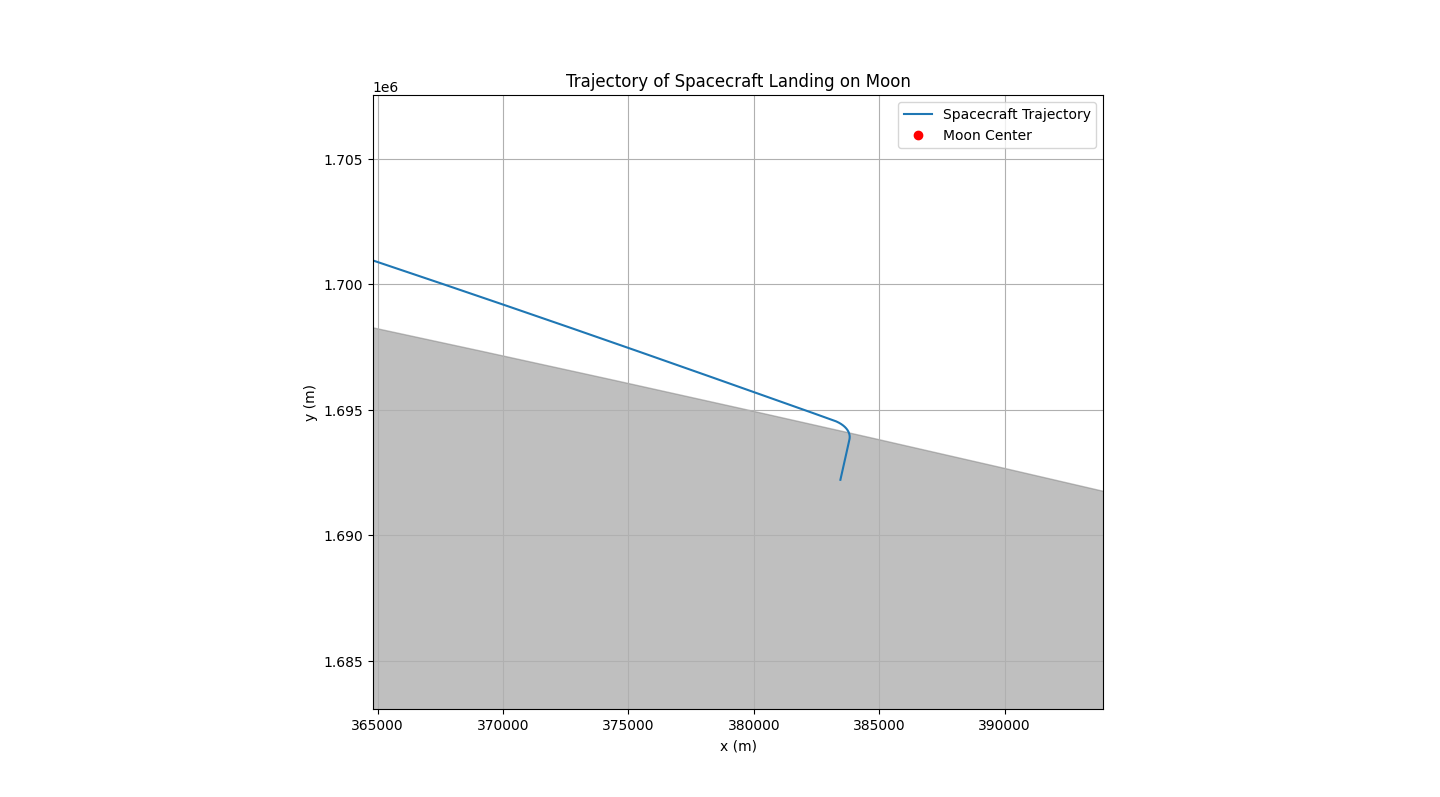 Trajectory of Spacecraft Landing on Moon
1e6
Spacecraft Trajectory
Moon Center
1.705
1.700
1.695
1.690
1.685
y (m)
365000 370000 375000 380000 385000 390000
x (m)